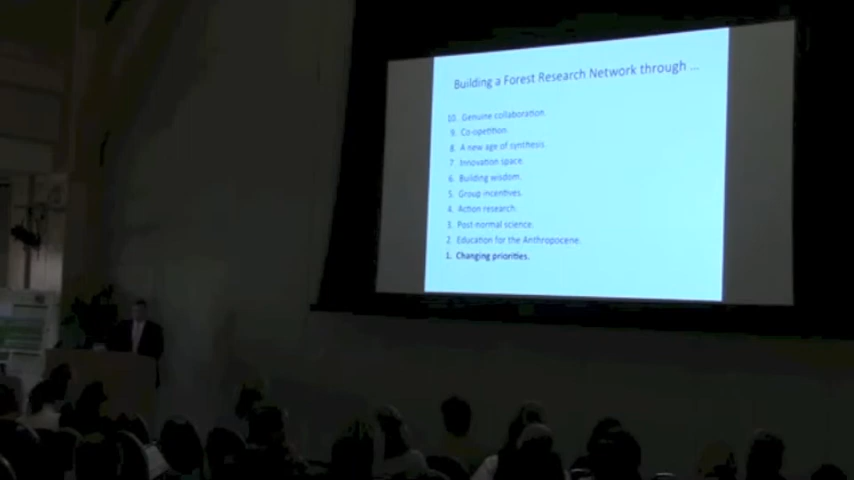 Building a Forest Research Network through ...
10. Genuine collaboration.
9. Co-opetition.
8. A new age of synthesis.
7. Innovation space.
6. Building wisdom.
5. Group incentives.
4. Action research.
3. Post-normal science.
2. Education for the Anthropocene.
1. Changing priorities.